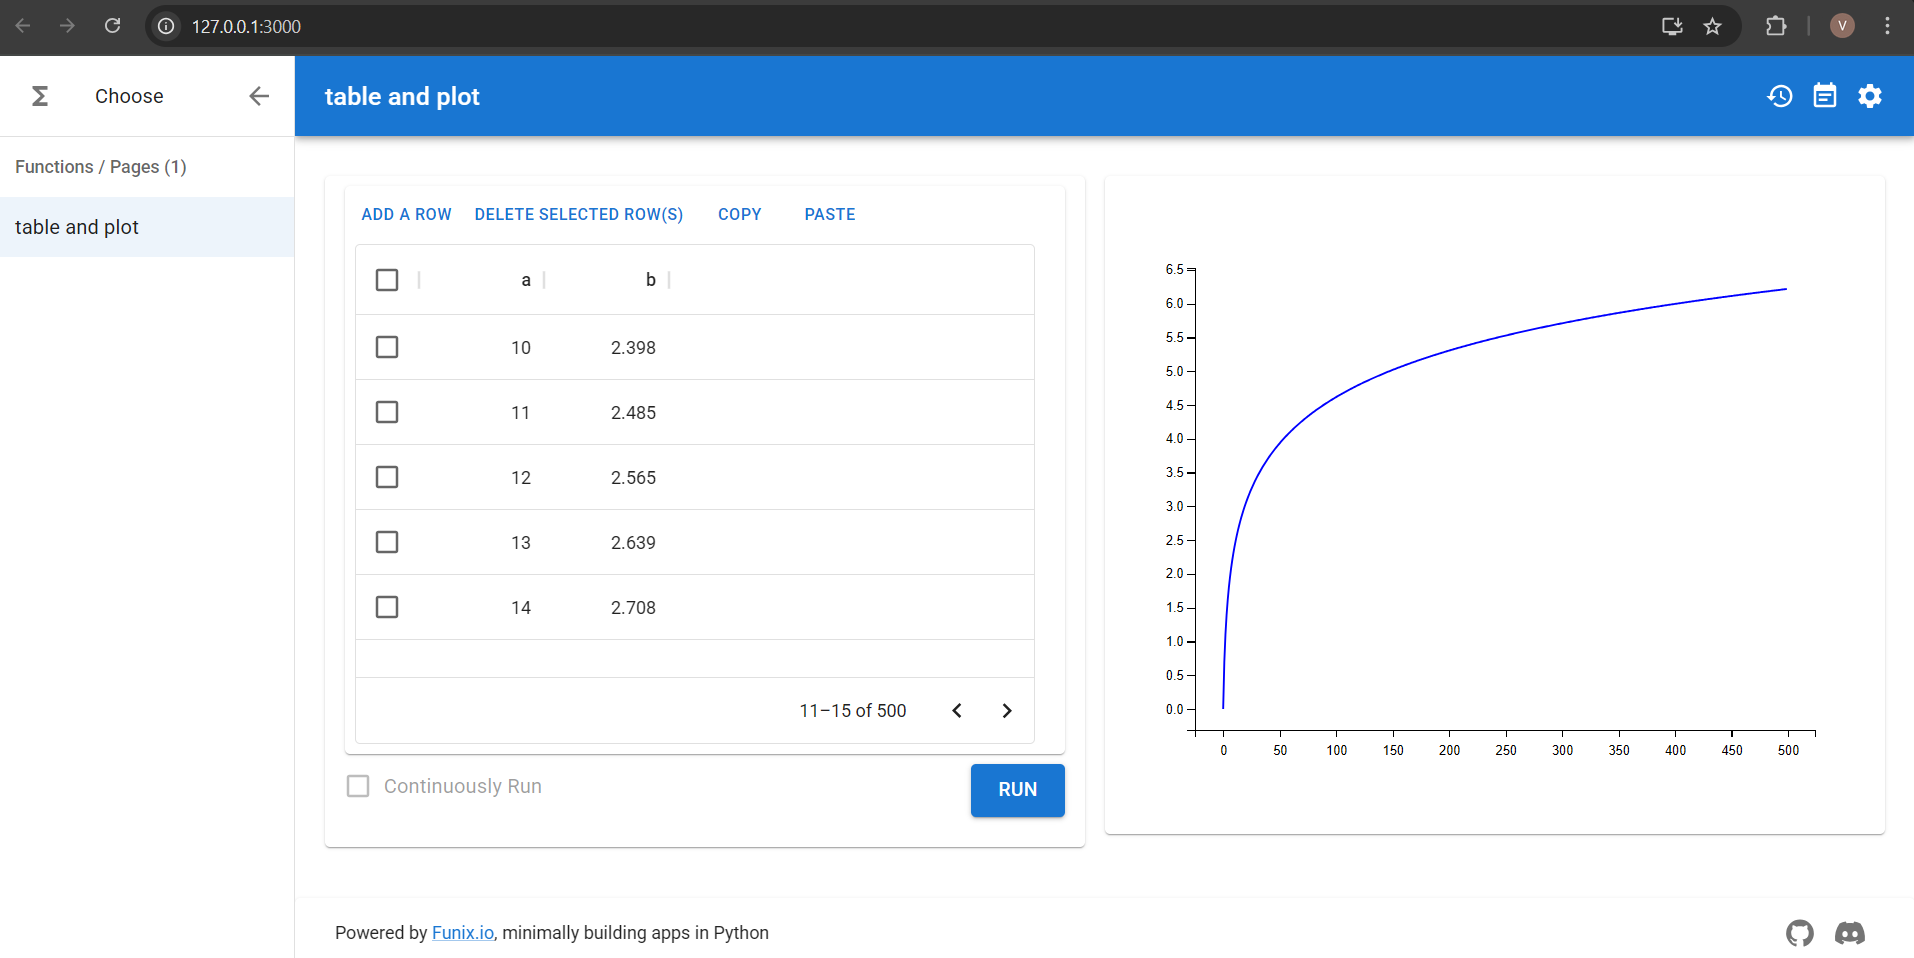 127.0.0.1:3000
V
Choose
table and plot
Functions / Pages (1)
table and plot
ADD A ROW DELETE SELECTED ROW(S) COPY PASTE
a b
10 2.398
11 2.485
12 2.565
13 2.639
14 2.708
11–15 of 500
Continuously Run
RUN
6.5
6.0
5.5
5.0
4.5
4.0
3.5
3.0
2.5
2.0
1.5
1.0
0.5
0.0
0 50 100 150 200 250 300 350 400 450 500
Powered by Funix.io, minimally building apps in Python